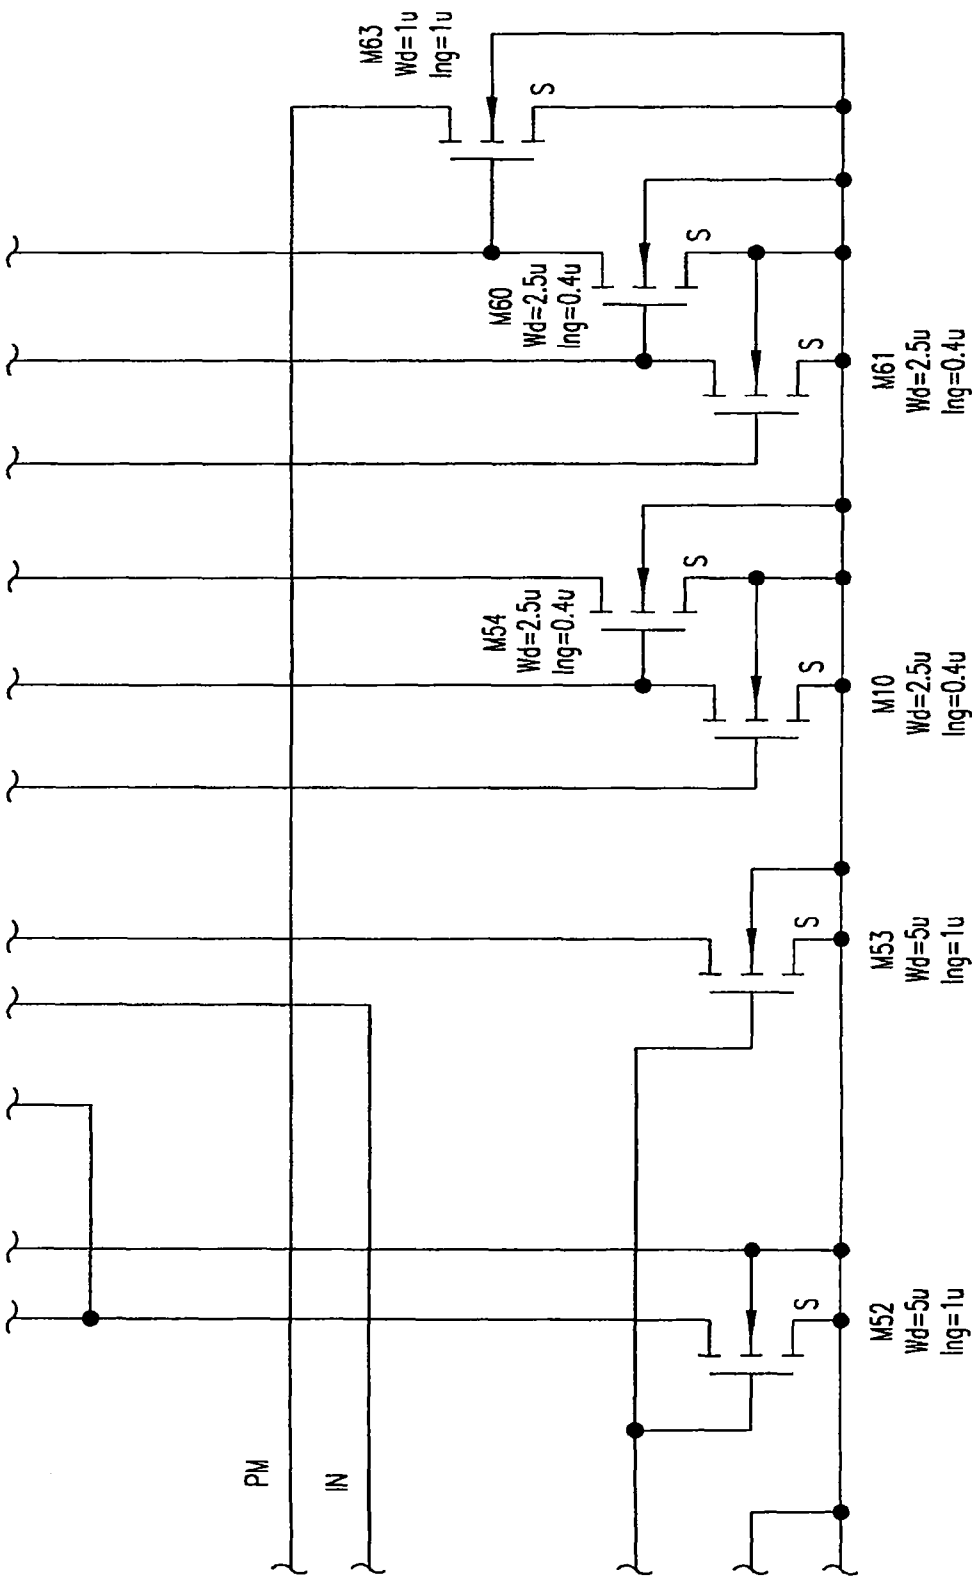 M63
Wd=1u
lng=1u
S
M60
Wd=2.5u
lng=0.4u
S
M61
Wd=2.5u
lng=0.4u
S
M54
Wd=2.5u
lng=0.4u
S
M10
Wd=2.5u
lng=0.4u
S
M53
Wd=5u
lng=1u
S
M52
Wd=5u
lng=1u
S
PM
IN